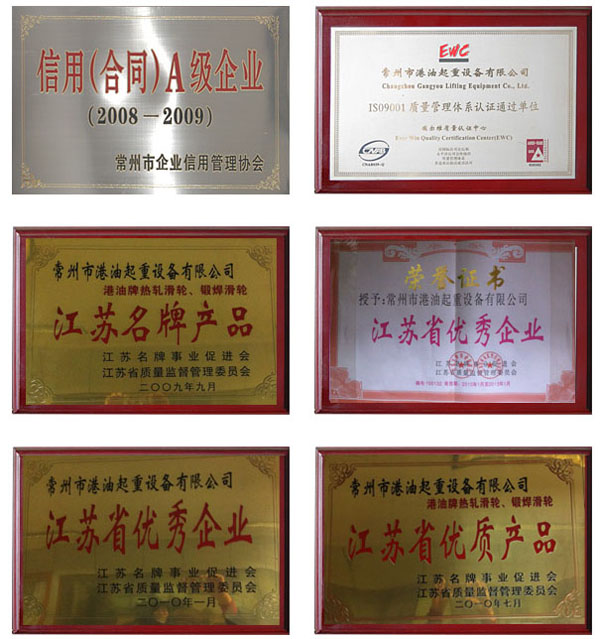 信用(合同)A级企业
(2008—2009)
常州市企业信用管理协会
EWC
常州市港油起重设备有限公司
Changzhou Gangyou Lifting Equipment Co., Ltd.
ISO9001质量管理体系认证通过单位
Ever Win Quality Certification Center(EWC)
常州市港油起重设备有限公司
港油牌热轧滑轮、锻焊滑轮
江苏名牌产品
江苏名牌事业促进会
江苏省质量监督管理委员会
二〇〇九年九月
荣誉证书
授予:常州市港油起重设备有限公司
江苏省优秀企业
常州市港油起重设备有限公司
江苏省优秀企业
江苏名牌事业促进会
江苏省质量监督管理委员会
二〇一〇年一月
常州市港油起重设备有限公司
港油牌热轧滑轮、锻焊滑轮
江苏省优质产品
江苏名牌事业促进会
江苏省质量监督管理委员会
二〇一〇年七月